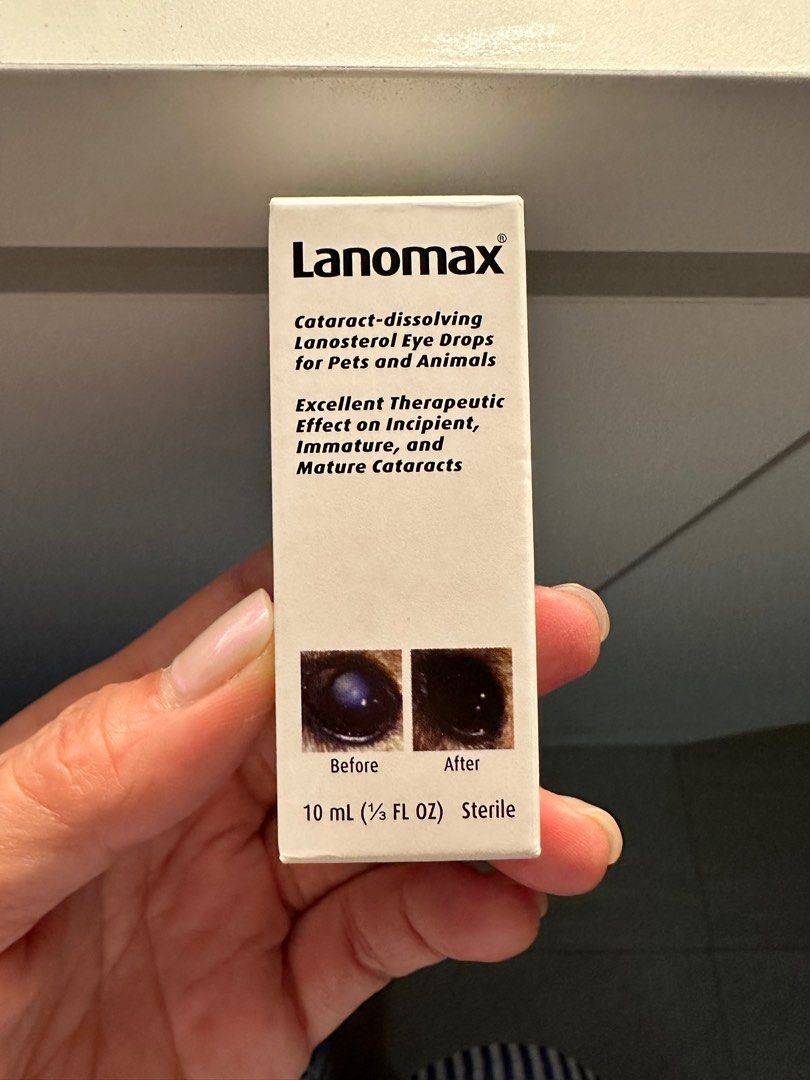 Lanomax®
Cataract-dissolving
Lanosterol Eye Drops
for Pets and Animals
Excellent Therapeutic
Effect on Incipient,
Immature, and
Mature Cataracts
Before After
10 mL (⅓ FL OZ) Sterile